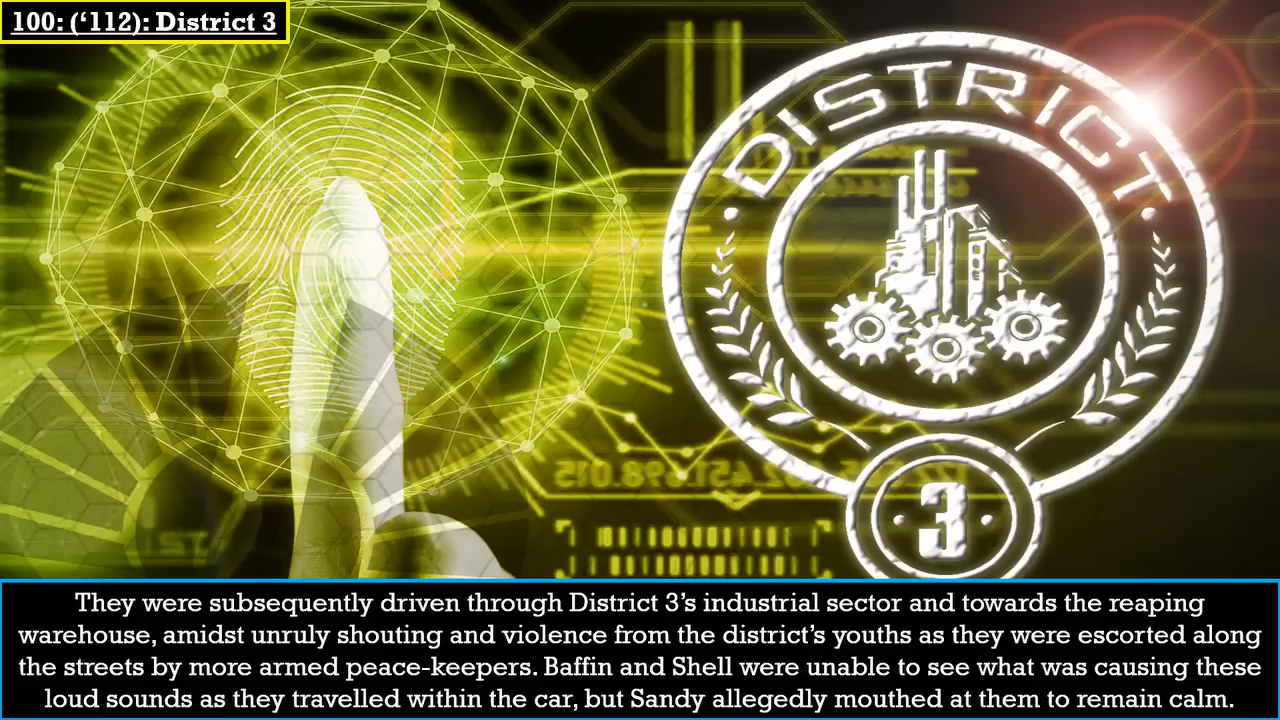 100: (‘112): District 3
DISTRICT
3
They were subsequently driven through District 3’s industrial sector and towards the reaping
warehouse, amidst unruly shouting and violence from the district’s youths as they were escorted along
the streets by more armed peace-keepers. Baffin and Shell were unable to see what was causing these
loud sounds as they travelled within the car, but Sandy allegedly mouthed at them to remain calm.